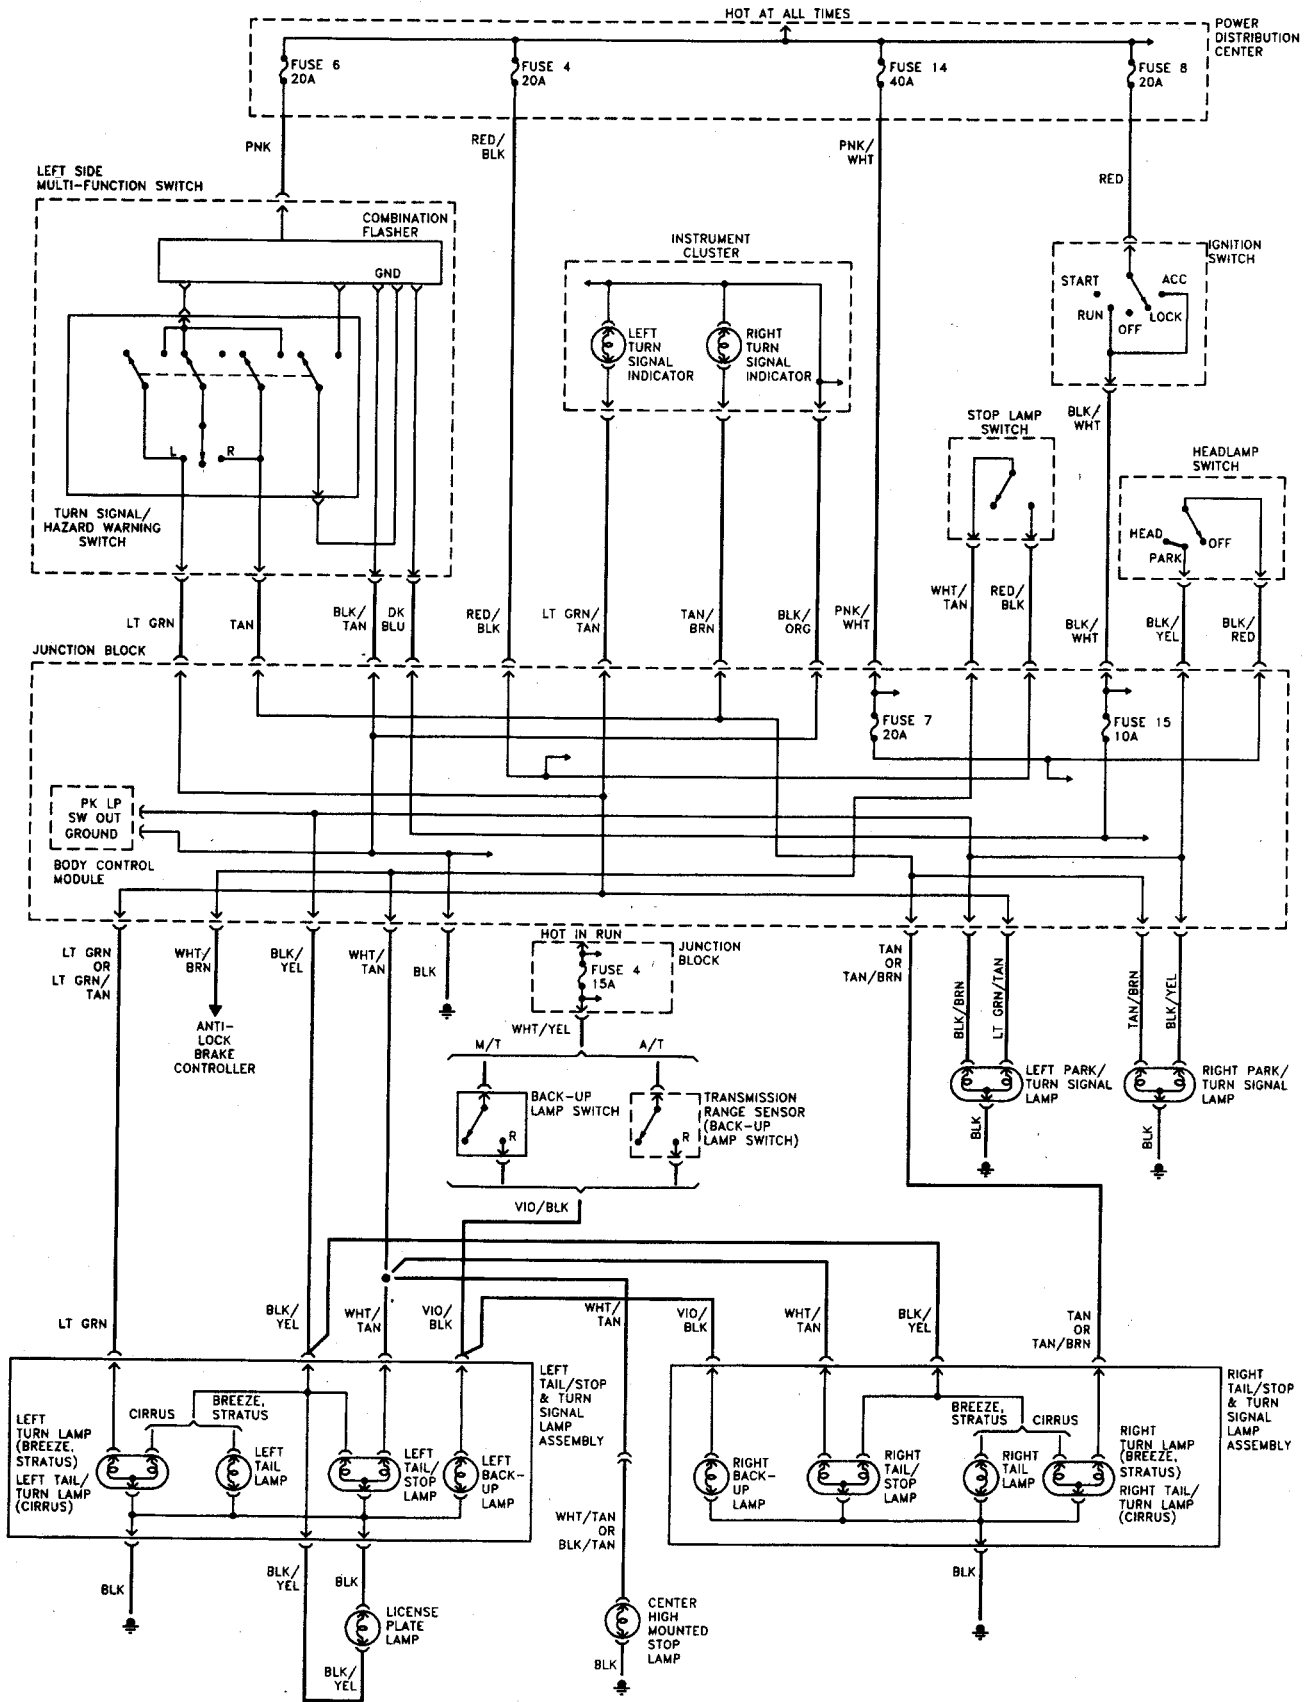 HOT AT ALL TIMES
POWER
DISTRIBUTION
CENTER
FUSE 6
20A
FUSE 4
20A
FUSE 14
40A
FUSE 8
20A
PNK
RED/
BLK
PNK/
WHT
RED
LEFT SIDE
MULTI-FUNCTION SWITCH
COMBINATION
FLASHER
GND
INSTRUMENT
CLUSTER
IGNITION
SWITCH
START
ACC
RUN
LOCK
OFF
LEFT
TURN
SIGNAL
INDICATOR
RIGHT
TURN
SIGNAL
INDICATOR
L
R
TURN SIGNAL/
HAZARD WARNING
SWITCH
STOP LAMP
SWITCH
BLK/
WHT
HEADLAMP
SWITCH
HEAD
PARK
OFF
LT GRN
TAN
BLK/
TAN
DK
BLU
RED/
BLK
LT GRN/
TAN
TAN/
BRN
BLK/
ORG
PNK/
WHT
WHT/
TAN
RED/
BLK
BLK/
WHT
BLK/
YEL
BLK/
RED
JUNCTION BLOCK
FUSE 7
20A
FUSE 15
10A
PK LP
SW OUT
GROUND
BODY CONTROL
MODULE
LT GRN
OR
LT GRN/
TAN
WHT/
BRN
BLK/
YEL
WHT/
TAN
BLK
HOT IN RUN
JUNCTION
BLOCK
FUSE 4
15A
TAN
OR
TAN/BRN
BLK/BRN
LT GRN/TAN
TAN/BRN
BLK/YEL
ANTI-
LOCK
BRAKE
CONTROLLER
WHT/YEL
M/T
A/T
BACK-UP
LAMP SWITCH
R
TRANSMISSION
RANGE SENSOR
(BACK-UP
LAMP SWITCH)
R
LEFT PARK/
TURN SIGNAL
LAMP
RIGHT PARK/
TURN SIGNAL
LAMP
BLK
BLK
VIO/BLK
LT GRN
BLK/
YEL
WHT/
TAN
VIO/
BLK
WHT/
TAN
VIO/
BLK
WHT/
TAN
BLK/
YEL
TAN
OR
TAN/BRN
LEFT
TAIL/STOP
& TURN
SIGNAL
LAMP
ASSEMBLY
RIGHT
TAIL/STOP
& TURN
SIGNAL
LAMP
ASSEMBLY
LEFT
TURN LAMP
(BREEZE,
STRATUS)
LEFT TAIL/
TURN LAMP
(CIRRUS)
CIRRUS
BREEZE,
STRATUS
LEFT
TAIL
LAMP
LEFT
TAIL/
STOP
LAMP
LEFT
BACK-
UP
LAMP
RIGHT
BACK-
UP
LAMP
RIGHT
TAIL/
STOP
LAMP
BREEZE,
STRATUS
CIRRUS
RIGHT
TAIL
LAMP
RIGHT
TURN LAMP
(BREEZE,
STRATUS)
RIGHT TAIL/
TURN LAMP
(CIRRUS)
WHT/TAN
OR
BLK/TAN
BLK
BLK/
YEL
BLK
BLK
LICENSE
PLATE
LAMP
CENTER
HIGH
MOUNTED
STOP
LAMP
BLK/
YEL
BLK